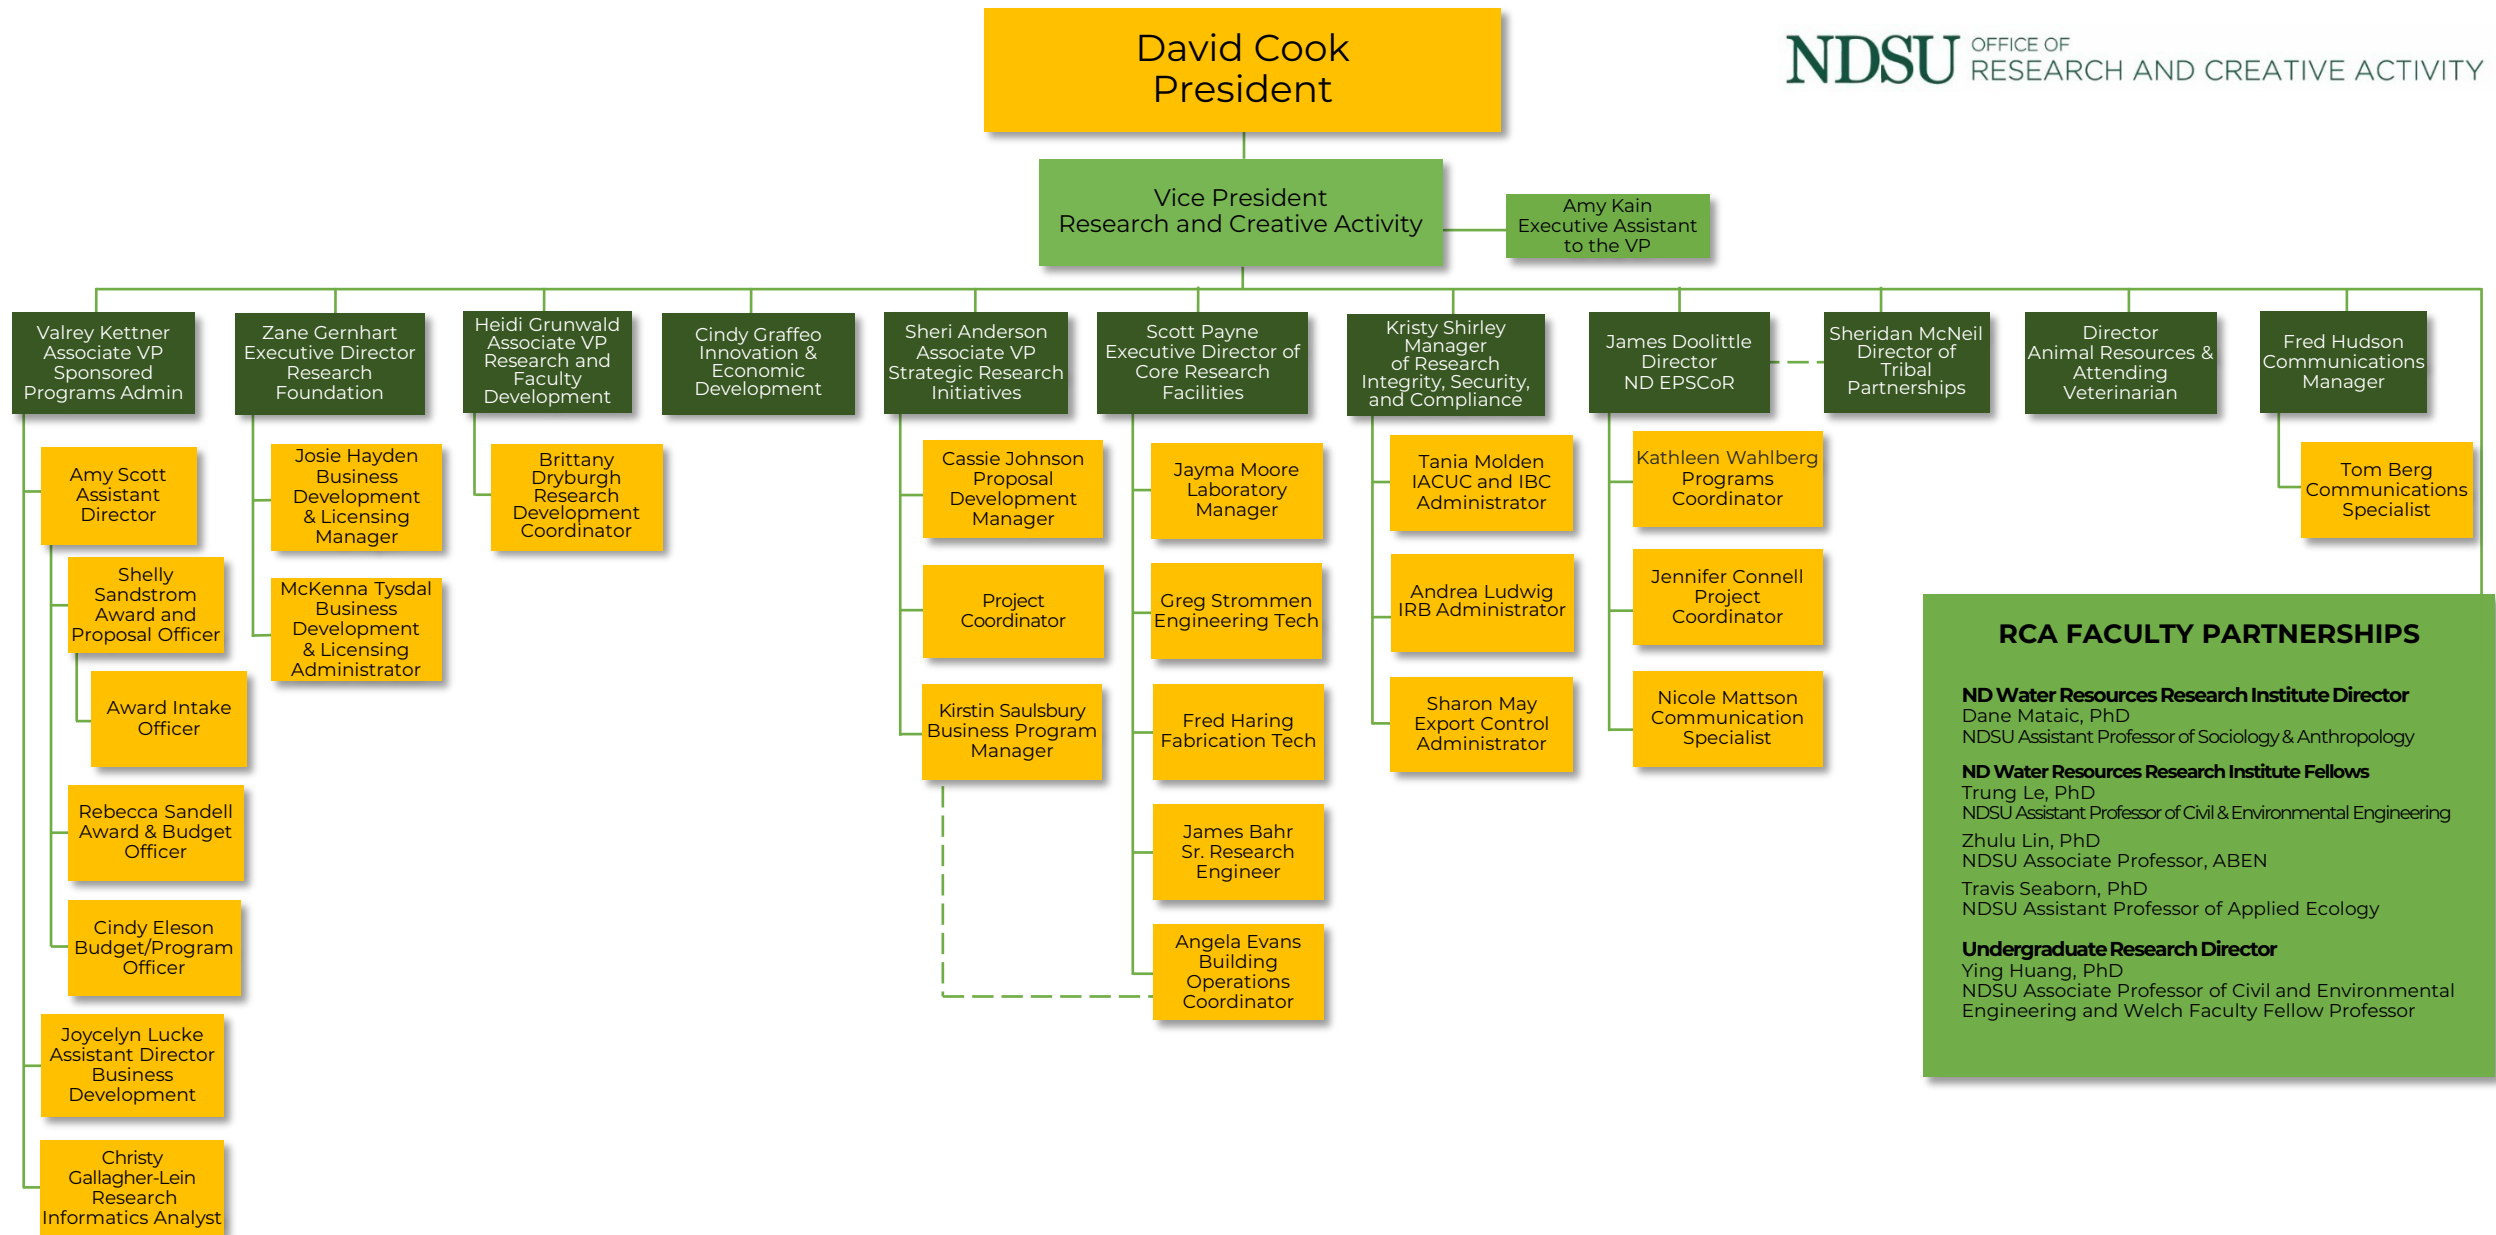 David Cook
President
NDSU OFFICE OF
RESEARCH AND CREATIVE ACTIVITY
Vice President
Research and Creative Activity
Amy Kain
Executive Assistant
to the VP
Valrey Kettner
Associate VP
Sponsored
Programs Admin
Zane Gernhart
Executive Director
Research
Foundation
Heidi Grunwald
Associate VP
Research and
Faculty
Development
Cindy Graffeo
Innovation &
Economic
Development
Sheri Anderson
Associate VP
Strategic Research
Initiatives
Scott Payne
Executive Director of
Core Research
Facilities
Kristy Shirley
Manager
of Research
Integrity, Security,
and Compliance
James Doolittle
Director
ND EPSCoR
Sheridan McNeil
Director of
Tribal
Partnerships
Director
Animal Resources &
Attending
Veterinarian
Fred Hudson
Communications
Manager
Amy Scott
Assistant
Director
Shelly
Sandstrom
Award and
Proposal Officer
Award Intake
Officer
Rebecca Sandell
Award & Budget
Officer
Cindy Eleson
Budget/Program
Officer
Joycelyn Lucke
Assistant Director
Business
Development
Christy
Gallagher-Lein
Research
Informatics Analyst
Josie Hayden
Business
Development
& Licensing
Manager
McKenna Tysdal
Business
Development
& Licensing
Administrator
Brittany
Dryburgh
Research
Development
Coordinator
Cassie Johnson
Proposal
Development
Manager
Project
Coordinator
Kirstin Saulsbury
Business Program
Manager
Jayma Moore
Laboratory
Manager
Greg Strommen
Engineering Tech
Fred Haring
Fabrication Tech
James Bahr
Sr. Research
Engineer
Angela Evans
Building
Operations
Coordinator
Tania Molden
IACUC and IBC
Administrator
Andrea Ludwig
IRB Administrator
Sharon May
Export Control
Administrator
Kathleen Wahlberg
Programs
Coordinator
Jennifer Connell
Project
Coordinator
Nicole Mattson
Communication
Specialist
Tom Berg
Communications
Specialist
RCA FACULTY PARTNERSHIPS
ND Water Resources Research Institute Director
Dane Mataic, PhD
NDSU Assistant Professor of Sociology & Anthropology
ND Water Resources Research Institute Fellows
Trung Le, PhD
NDSU Assistant Professor of Civil & Environmental Engineering
Zhulu Lin, PhD
NDSU Associate Professor, ABEN
Travis Seaborn, PhD
NDSU Assistant Professor of Applied Ecology
Undergraduate Research Director
Ying Huang, PhD
NDSU Associate Professor of Civil and Environmental
Engineering and Welch Faculty Fellow Professor